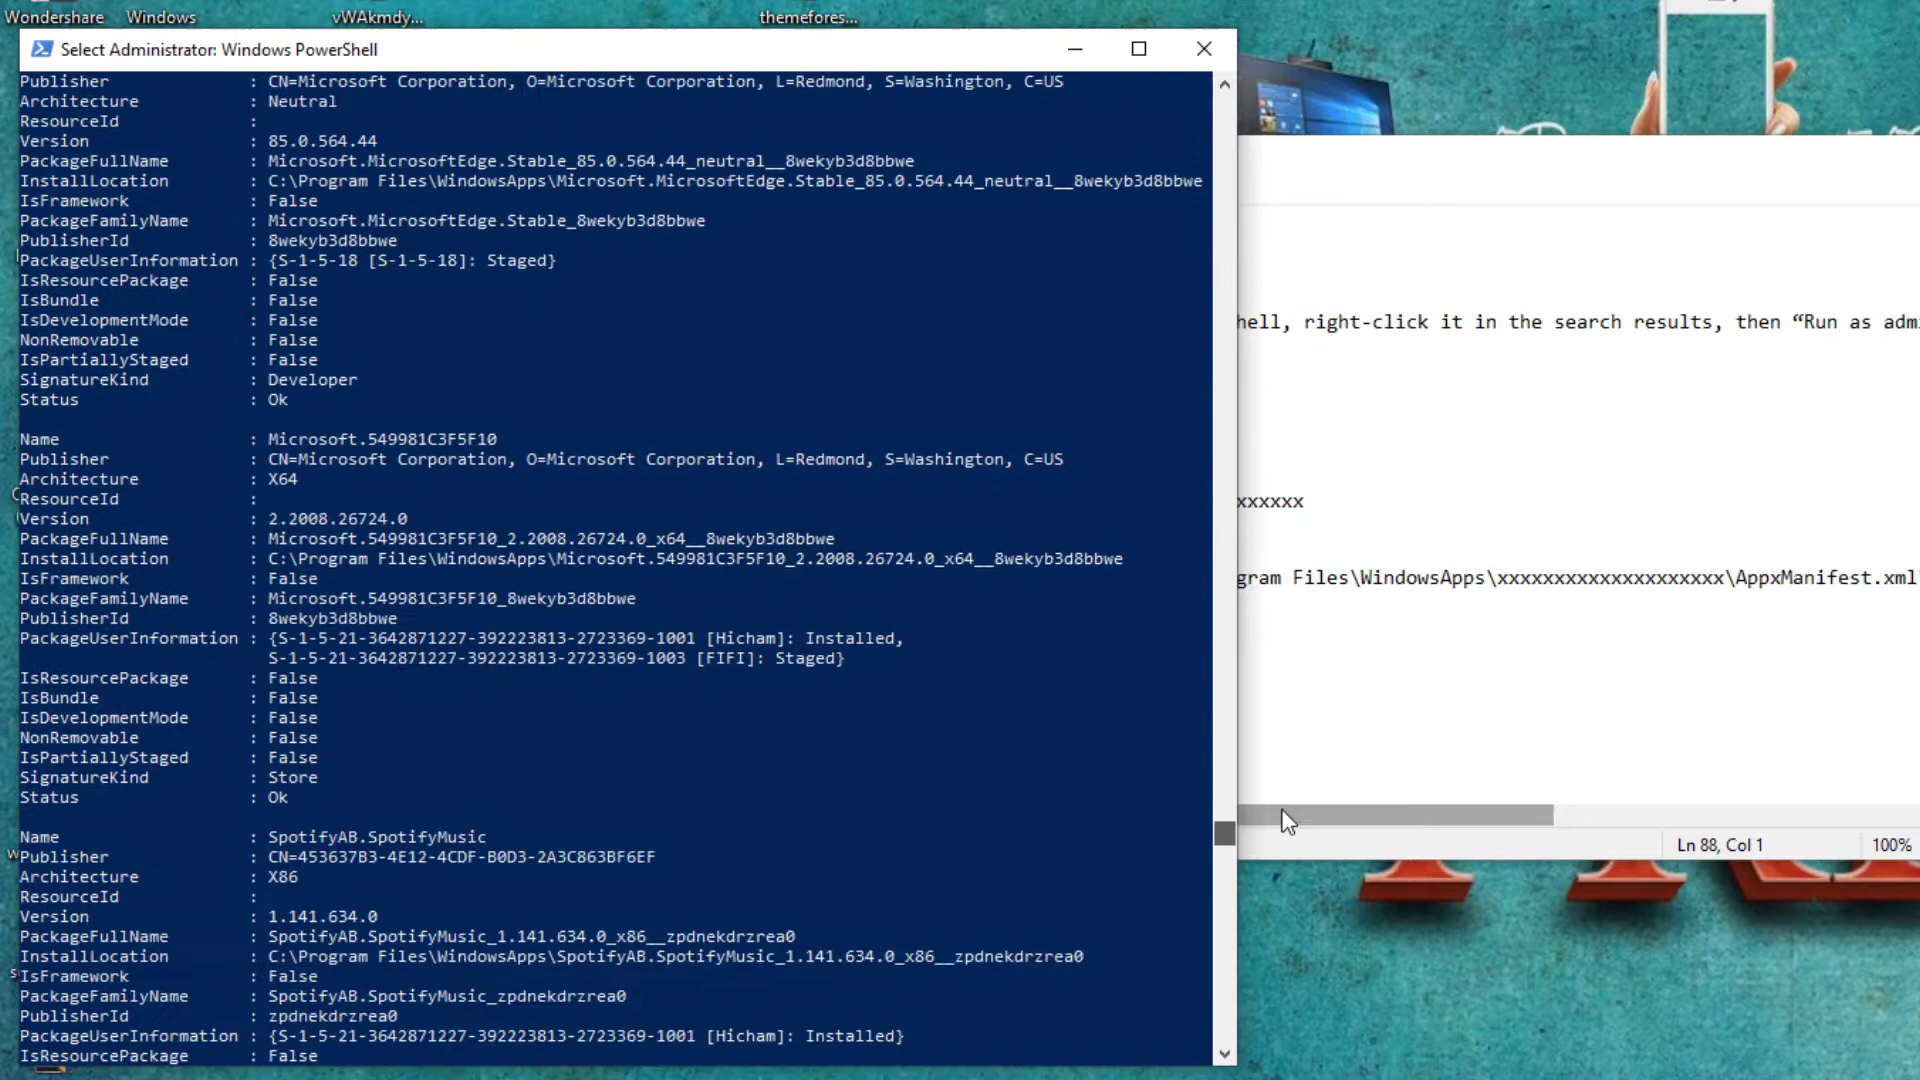 Wondershare
Windows
vWAkmdy...
themefores...
Select Administrator: Windows PowerShell
Publisher : CN=Microsoft Corporation, O=Microsoft Corporation, L=Redmond, S=Washington, C=US
Architecture : Neutral
ResourceId :
Version : 85.0.564.44
PackageFullName : Microsoft.MicrosoftEdge.Stable_85.0.564.44_neutral__8wekyb3d8bbwe
InstallLocation : C:\Program Files\WindowsApps\Microsoft.MicrosoftEdge.Stable_85.0.564.44_neutral__8wekyb3d8bbwe
IsFramework : False
PackageFamilyName : Microsoft.MicrosoftEdge.Stable_8wekyb3d8bbwe
PublisherId : 8wekyb3d8bbwe
PackageUserInformation : {S-1-5-18 [S-1-5-18]: Staged}
IsResourcePackage : False
IsBundle : False
IsDevelopmentMode : False
NonRemovable : False
IsPartiallyStaged : False
SignatureKind : Developer
Status : Ok
Name : Microsoft.549981C3F5F10
Publisher : CN=Microsoft Corporation, O=Microsoft Corporation, L=Redmond, S=Washington, C=US
Architecture : X64
ResourceId :
Version : 2.2008.26724.0
PackageFullName : Microsoft.549981C3F5F10_2.2008.26724.0_x64__8wekyb3d8bbwe
InstallLocation : C:\Program Files\WindowsApps\Microsoft.549981C3F5F10_2.2008.26724.0_x64__8wekyb3d8bbwe
IsFramework : False
PackageFamilyName : Microsoft.549981C3F5F10_8wekyb3d8bbwe
PublisherId : 8wekyb3d8bbwe
PackageUserInformation : {S-1-5-21-3642871227-392223813-2723369-1001 [Hicham]: Installed,
S-1-5-21-3642871227-392223813-2723369-1003 [FIFI]: Staged}
IsResourcePackage : False
IsBundle : False
IsDevelopmentMode : False
NonRemovable : False
IsPartiallyStaged : False
SignatureKind : Store
Status : Ok
Name : SpotifyAB.SpotifyMusic
Publisher : CN=453637B3-4E12-4CDF-B0D3-2A3C863BF6EF
Architecture : X86
ResourceId :
Version : 1.141.634.0
PackageFullName : SpotifyAB.SpotifyMusic_1.141.634.0_x86__zpdnekdrzrea0
InstallLocation : C:\Program Files\WindowsApps\SpotifyAB.SpotifyMusic_1.141.634.0_x86__zpdnekdrzrea0
IsFramework : False
PackageFamilyName : SpotifyAB.SpotifyMusic_zpdnekdrzrea0
PublisherId : zpdnekdrzrea0
PackageUserInformation : {S-1-5-21-3642871227-392223813-2723369-1001 [Hicham]: Installed}
IsResourcePackage : False
hell, right-click it in the search results, then “Run as adm
xxxxxx
gram Files\WindowsApps\xxxxxxxxxxxxxxxxxxxx\AppxManifest.xml
Ln 88, Col 1
100%